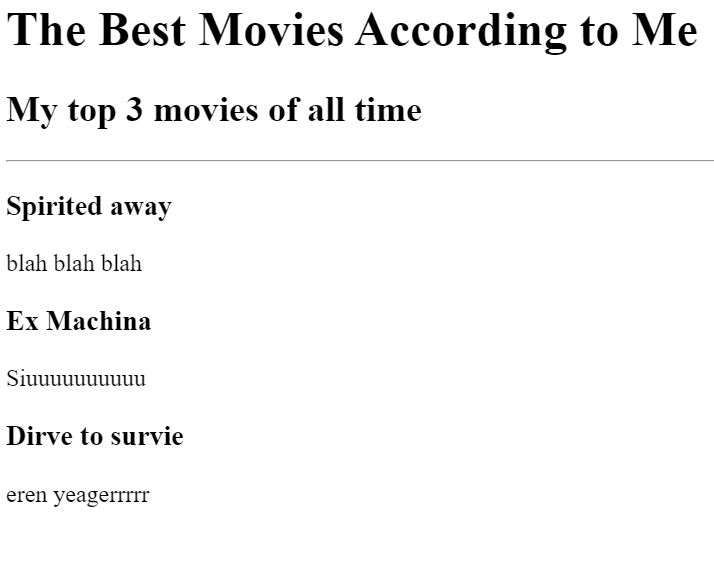 The Best Movies According to Me
My top 3 movies of all time
Spirited away
blah blah blah
Ex Machina
Siuuuuuuuuuu
Dirve to survie
eren yeagerrrrr